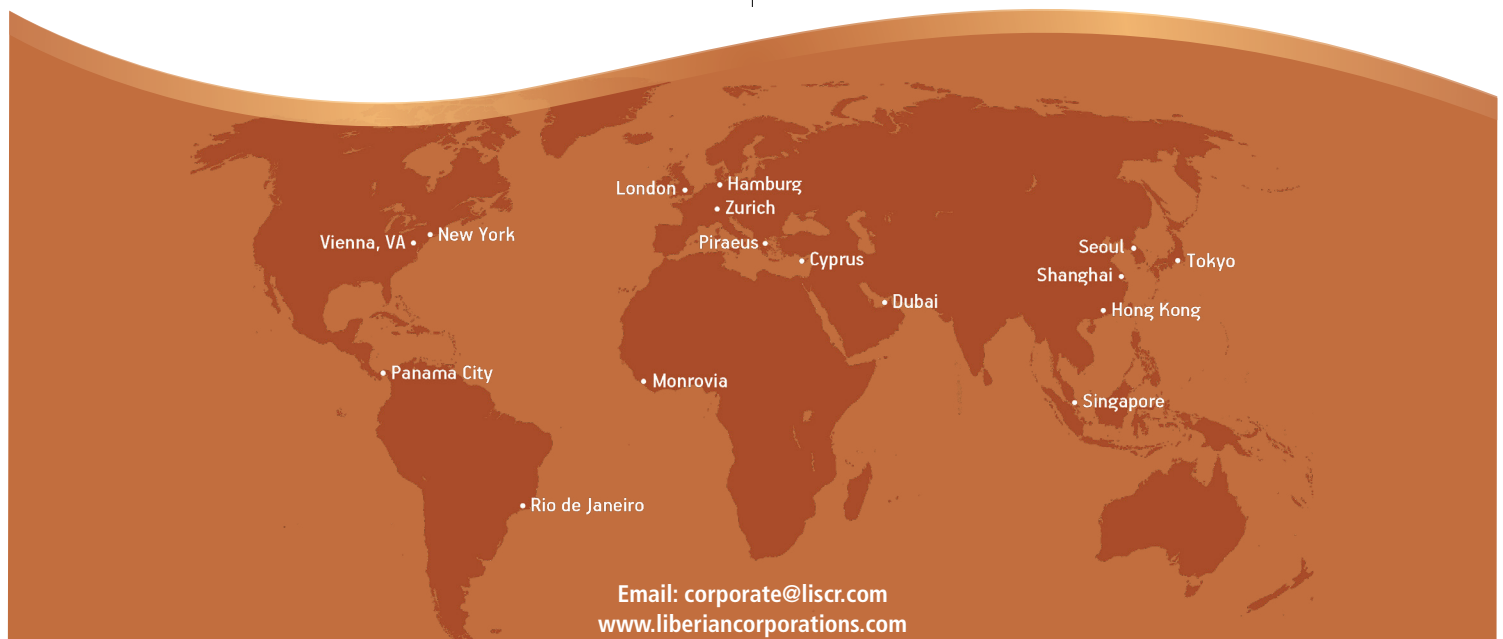 London
Hamburg
Zurich
Vienna, VA
New York
Piraeus
Cyprus
Seoul
Tokyo
Shanghai
Dubai
Hong Kong
Panama City
Monrovia
Singapore
Rio de Janeiro
Email: corporate@liscr.com
www.liberiancorporations.com